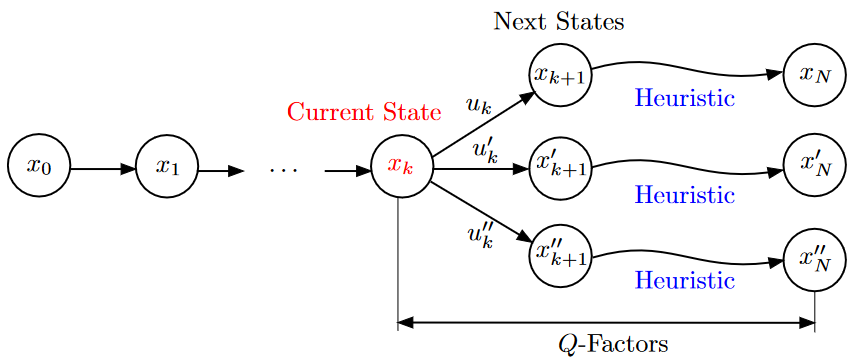 Next States
x_{k+1}
x_N
u_k
Heuristic
Current State
x_0
x_1
...
x_k
u'_k
x'_{k+1}
x'_N
Heuristic
u''_k
x''_{k+1}
x''_N
Heuristic
Q-Factors